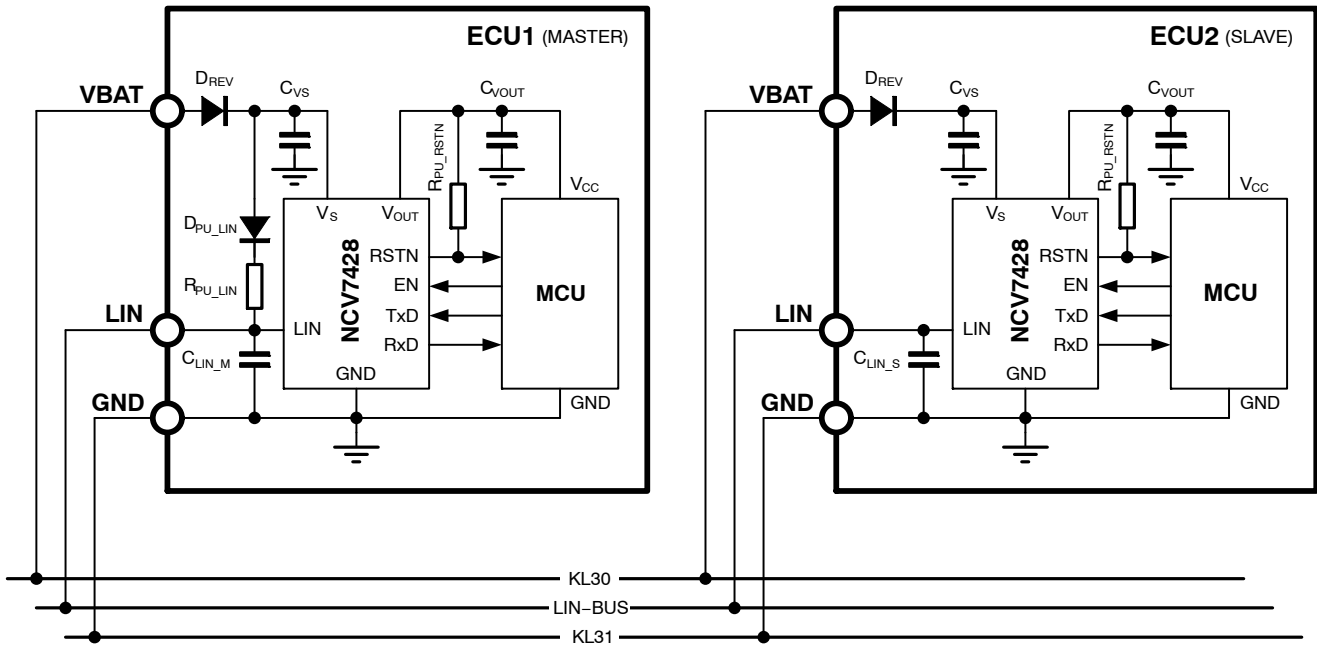 ECU1 (MASTER)
VBAT
DREV
CVS
CVOUT
RPU_RSTN
VCC
VS
VOUT
DPU_LIN
RPU_LIN
NCV7428
RSTN
EN
TxD
RxD
MCU
LIN
LIN
CLIN_M
GND
GND
GND
ECU2 (SLAVE)
VBAT
DREV
CVS
CVOUT
RPU_RSTN
VCC
VS
VOUT
NCV7428
RSTN
EN
TxD
RxD
MCU
LIN
LIN
CLIN_S
GND
GND
GND
KL30
LIN−BUS
KL31